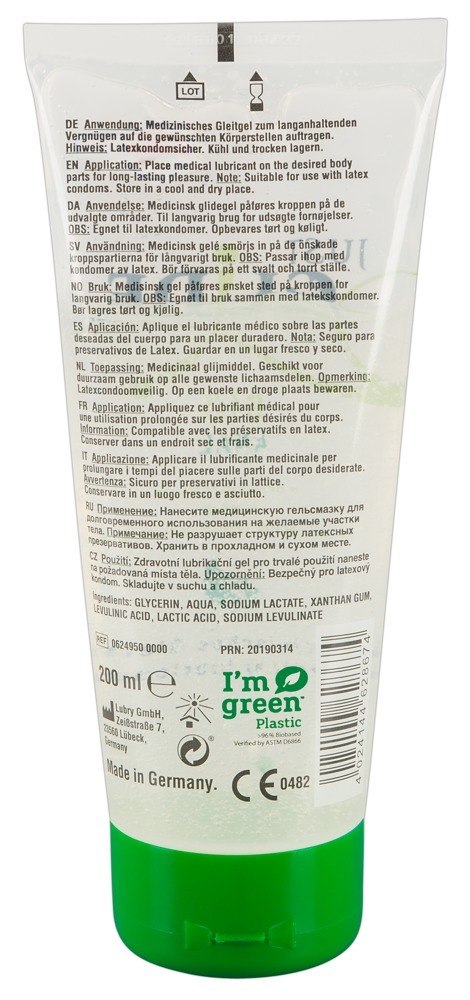 LOT
DE Anwendung: Medizinisches Gleitgel zum langanhaltenden
Vergnügen auf die gewünschten Körperstellen auftragen.
Hinweis: Latexkondomsicher. Kühl und trocken lagern.
EN Application: Place medical lubricant on the desired body
parts for long-lasting pleasure. Note: Suitable for use with latex
condoms. Store in a cool and dry place.
DA Anvendelse: Medicinsk glidegel påføres kroppen på de
udvalgte områder. Til langvarig brug for udsøgte fornøjelser.
OBS: Egnet til latexkondomer. Opbevares tørt og køligt.
SV Användning: Medicinsk gelé smörjs in på de önskade
kroppspartierna för långvarigt bruk. OBS: Passar ihop med
kondomer av latex. Bör förvaras på ett svalt och torrt ställe.
NO Bruk: Medisinsk gel påføres ønsket sted på kroppen for
langvarig bruk. OBS: Egnet til bruk sammen med latekskondomer.
Bør lagres tørt og kjølig.
ES Aplicación: Aplique el lubricante médico sobre las partes
deseadas del cuerpo para un placer duradero. Nota: Seguro para
preservativos de Latex. Guardar en un lugar fresco y seco.
NL Toepassing: Medicinaal glijmiddel. Geschikt voor
duurzaam gebruik op alle gewenste lichaamsdelen. Opmerking:
Latexcondoomveilig. Op een koele en droge plaats bewaren.
FR Application: Appliquez ce lubrifiant médical pour
une utilisation prolongée sur les parties désirés du corps.
Information: Compatible avec les préservatifs en latex.
Conserver dans un endroit sec et frais.
IT Applicazione: Applicare il lubrificante medicinale per
prolungare i tempi del piacere sulle parti del corpo desiderate.
Avvertenza: Sicuro per preservativi in lattice.
Conservare in un luogo fresco e asciutto.
RU Применение: Нанесите медицинскую гельсмазку для
долговременного использования на желаемые участки
тела. Примечание: Не разрушает структуру латексных
презервативов. Хранить в прохладном и сухом месте.
CZ Použití: Zdravotní lubrikační gel pro trvalé použití naneste
na požadovaná místa těla. Upozornění: Bezpečný pro latexový
kondom. Skladujte v suchu a chladu.
Ingredients: GLYCERIN, AQUA, SODIUM LACTATE, XANTHAN GUM,
LEVULINIC ACID, LACTIC ACID, SODIUM LEVULINATE
REF 0624950 0000 PRN: 20190314
200 ml e
Lubry GmbH,
Zeißstraße 7,
23560 Lübeck,
Germany
Made in Germany.
I'm
green™
Plastic
>96% Biobased
Verified by ASTM D6866
CE 0482
4 024144 628674